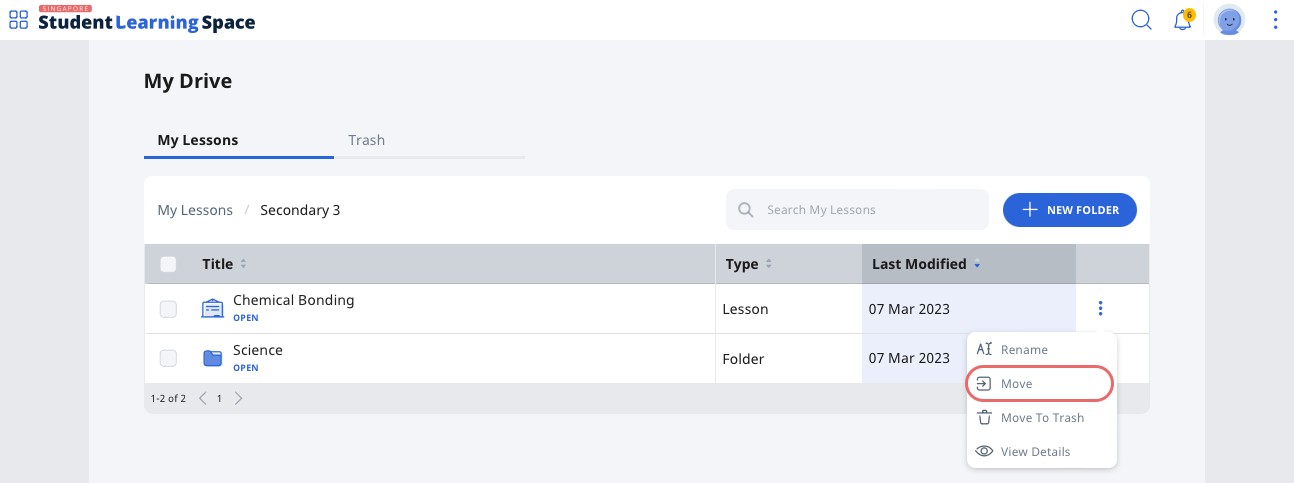 SINGAPORE
Student Learning Space
6
My Drive
My Lessons Trash
My Lessons / Secondary 3 Search My Lessons NEW FOLDER
Title Type Last Modified
Chemical Bonding
OPEN
Lesson 07 Mar 2023
Science
OPEN
Folder 07 Mar 2023
1-2 of 2 1
Rename
Move
Move To Trash
View Details